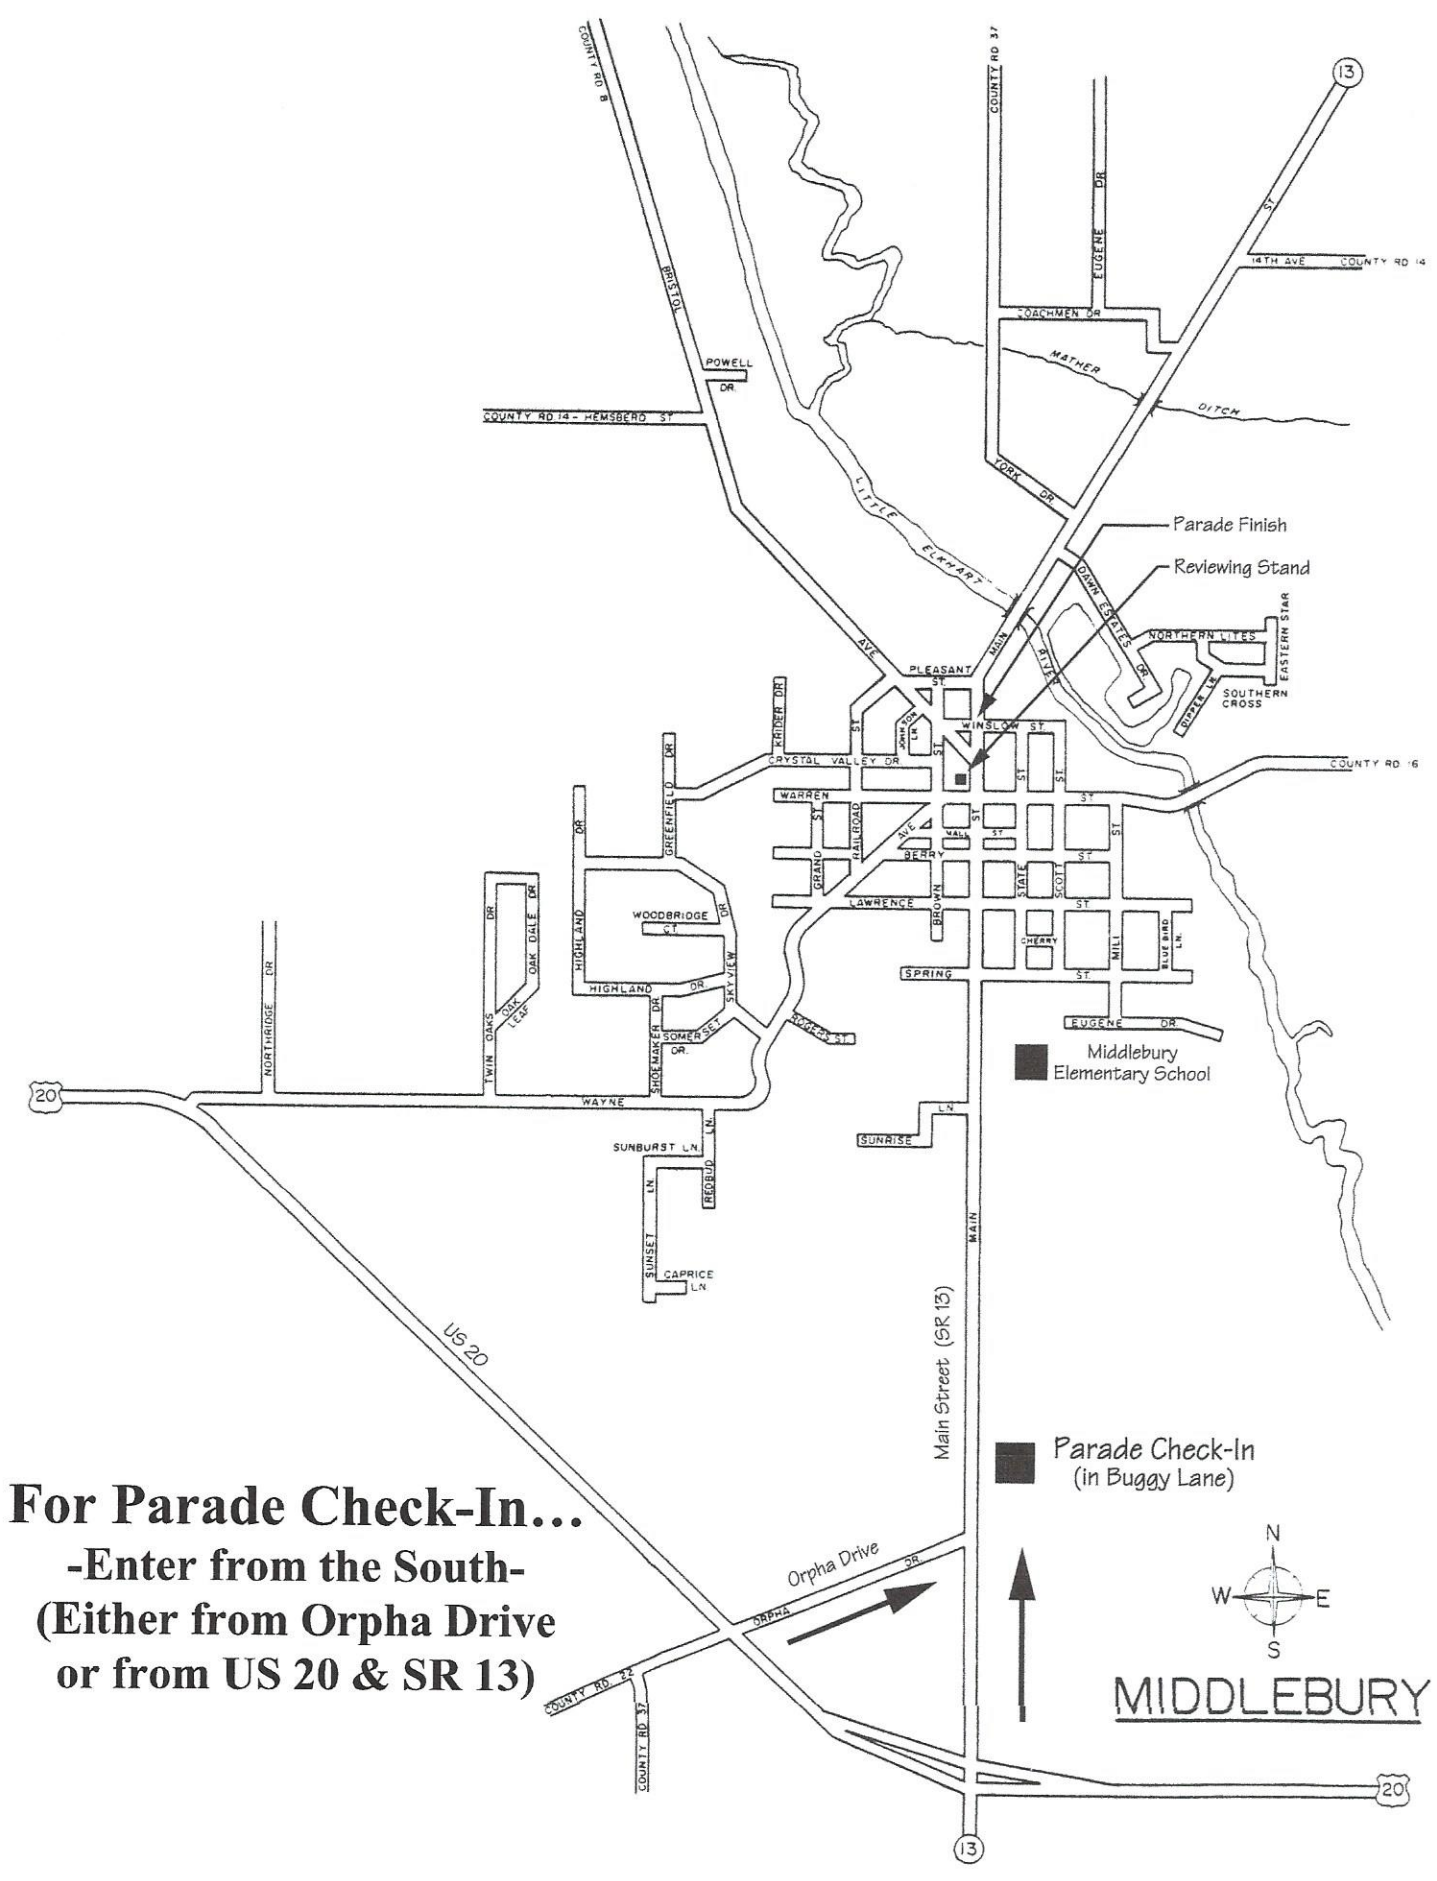 COUNTY RD 8
COUNTY RD 37
13
ST
EUGENE DR
14TH AVE COUNTY RD 14
BRISTOL
COACHMEN DR
MATHER
DITCH
POWELL
DR.
COUNTY RD 14 - HEMSBERD ST
YORK DR.
LITTLE
ELKHART
RIVER
Parade Finish
Reviewing Stand
DAWN ESTATES DR.
NORTHERN LITES
EASTERN STAR
DIPPER LN.
SOUTHERN
CROSS
AVE
MAIN
PLEASANT
ST.
KRIDER DR
ST
JOHNSON
LN.
ST.
WINSLOW ST.
CRYSTAL VALLEY DR
ST
ST.
COUNTY RD 16
GREENFIELD DR
WARREN
ST
ST
DR
ST
RAILROAD
AVE
WALL ST
ST
ST
BERRY
ST
GRAND
STATE
SCOTT
BROWN
LAWRENCE
ST.
DR
OAK DALE DR
WOODBRIDGE
CT.
DR
HIGHLAND
CHERRY
MILL
BLUE BIRD
LN.
SPRING
ST.
NORTHRIDGE DR
OAK
LEAF
TWIN OAKS
HIGHLAND DR.
SKYVIEW
SHOEMAKER DR
SOMERSET
DR.
ROGERS ST.
EUGENE DR.
Middlebury
Elementary School
20
WAYNE
SUNRISE
LN.
SUNBURST LN.
REDBUD LN.
SUNSET LN.
CAPRICE
LN
MAIN
Main Street (SR 13)
US 20
Parade Check-In
(in Buggy Lane)
For Parade Check-In...
-Enter from the South-
(Either from Orpha Drive
or from US 20 & SR 13)
Orpha Drive
ORPHA DR.
COUNTY RD. 22
COUNTY RD 37
N
W E
S
MIDDLEBURY
20
13